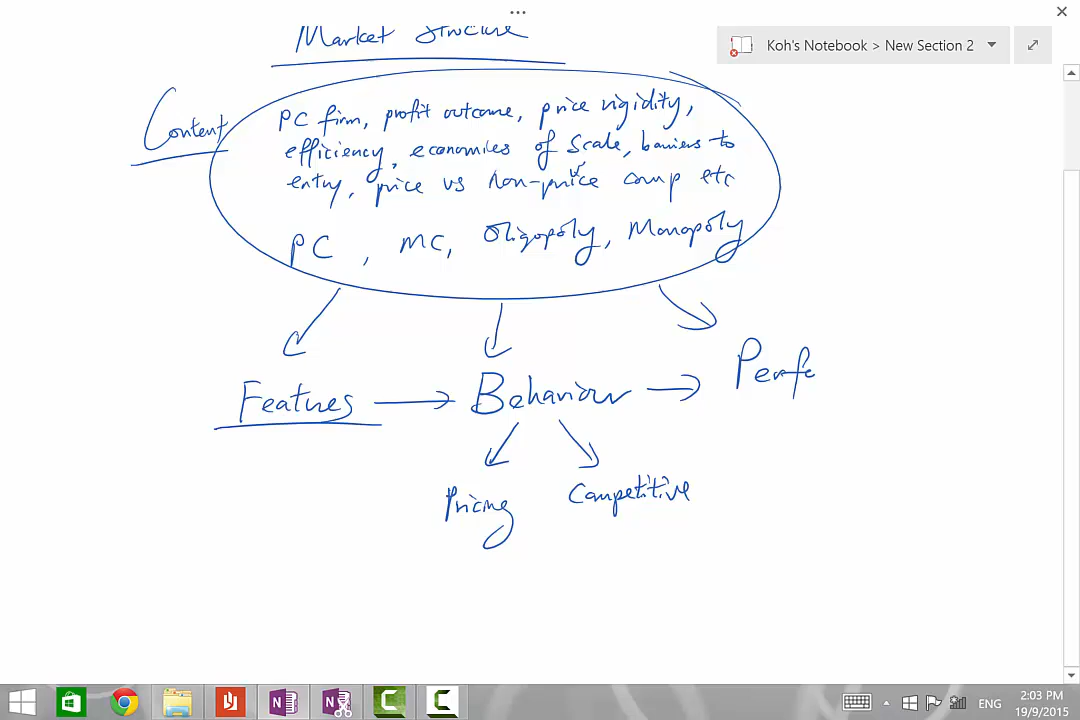 ...
Koh's Notebook > New Section 2
Market Structure
Content
PC firm, profit outcome, price rigidity,
efficiency, economies of scale, barriers to
entry, price vs non-price comp etc
PC, MC, Oligopoly, Monopoly
Features → Behaviour → Perfo
Pricing Competitive
ENG
2:03 PM
19/9/2015